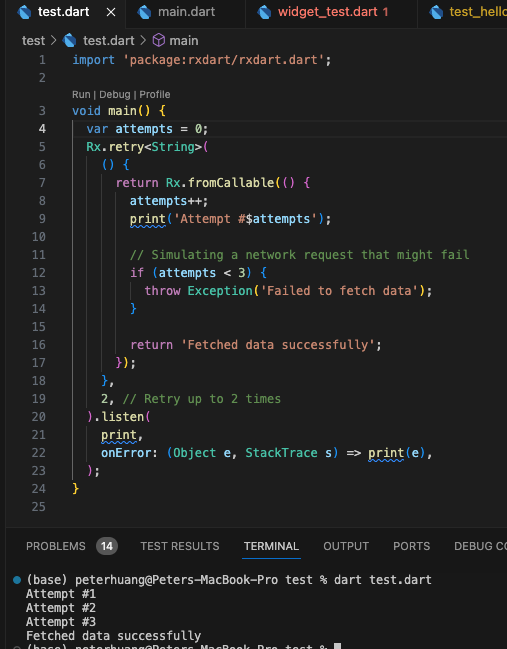 test.dart × main.dart widget_test.dart 1 test_hello
test > test.dart > main
1 import 'package:rxdart/rxdart.dart';
2
Run | Debug | Profile
3 void main() {
4 var attempts = 0;
5 Rx.retry<String>(
6 () {
7 return Rx.fromCallable(() {
8 attempts++;
9 print('Attempt #$attempts');
10
11 // Simulating a network request that might fail
12 if (attempts < 3) {
13 throw Exception('Failed to fetch data');
14 }
15
16 return 'Fetched data successfully';
17 });
18 },
19 2, // Retry up to 2 times
20 ).listen(
21 print,
22 onError: (Object e, StackTrace s) => print(e),
23 );
24 }
25
PROBLEMS 14 TEST RESULTS TERMINAL OUTPUT PORTS DEBUG CO
(base) peterhuang@Peters-MacBook-Pro test % dart test.dart
Attempt #1
Attempt #2
Attempt #3
Fetched data successfully
(base) peterhuang@Peters-MacBook-Pro test %